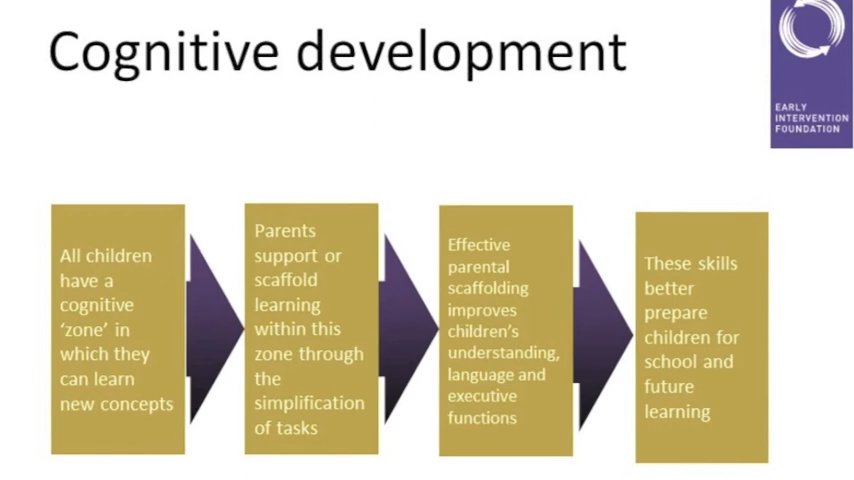 Cognitive development
EARLY
INTERVENTION
FOUNDATION
All children
have a
cognitive
‘zone’ in
which they
can learn
new concepts
Parents
support or
scaffold
learning
within this
zone through
the
simplification
of tasks
Effective
parental
scaffolding
improves
children’s
understanding,
language and
executive
functions
These skills
better
prepare
children for
school and
future
learning